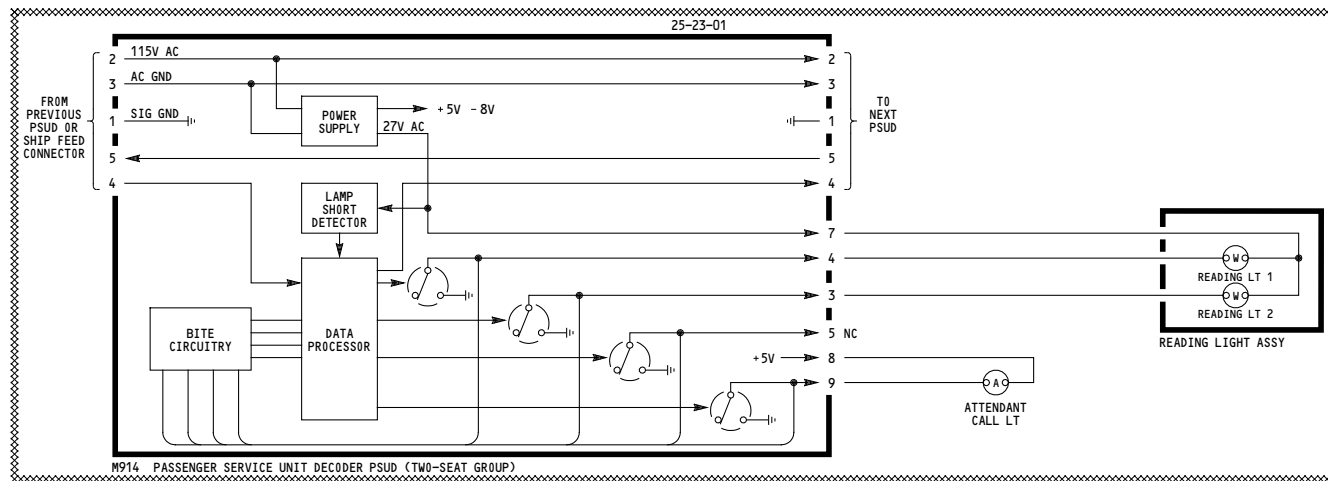 25-23-01
FROM
PREVIOUS
PSUD OR
SHIP FEED
CONNECTOR
2 115V AC
3 AC GND
1 SIG GND
5
4
POWER
SUPPLY
+5V -8V
27V AC
LAMP
SHORT
DETECTOR
BITE
CIRCUITRY
DATA
PROCESSOR
2
3
1
5
4
TO
NEXT
PSUD
7
4
3
5 NC
+5V 8
9
W
READING LT 1
W
READING LT 2
READING LIGHT ASSY
A
ATTENDANT
CALL LT
M914 PASSENGER SERVICE UNIT DECODER PSUD (TWO-SEAT GROUP)